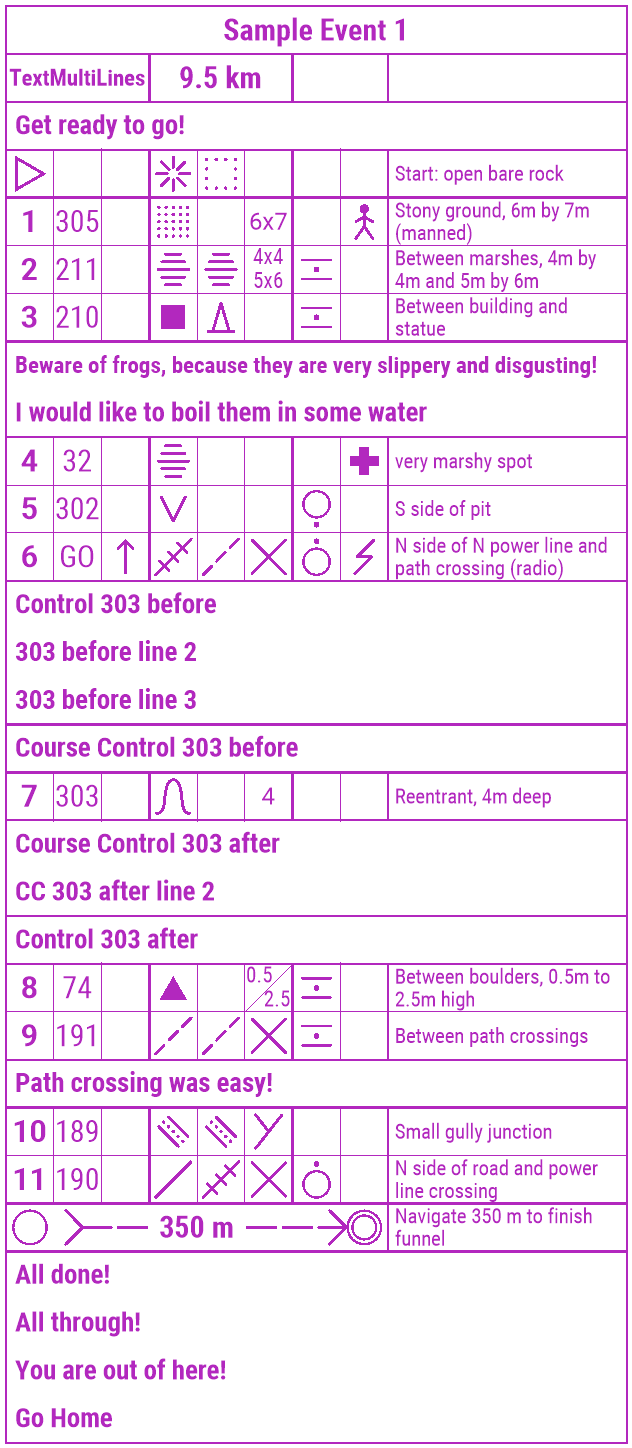 Sample Event 1
TextMultiLines 9.5 km
Get ready to go!
Start: open bare rock
1 305 6x7 Stony ground, 6m by 7m
(manned)
2 211 4x4 Between marshes, 4m by
5x6 4m and 5m by 6m
3 210 Between building and
statue
Beware of frogs, because they are very slippery and disgusting!
I would like to boil them in some water
4 32 very marshy spot
5 302 S side of pit
6 GO N side of N power line and
path crossing (radio)
Control 303 before
303 before line 2
303 before line 3
Course Control 303 before
7 303 4 Reentrant, 4m deep
Course Control 303 after
CC 303 after line 2
Control 303 after
8 74 0.5 Between boulders, 0.5m to
2.5 2.5m high
9 191 Between path crossings
Path crossing was easy!
10 189 Small gully junction
11 190 N side of road and power
line crossing
350 m Navigate 350 m to finish
funnel
All done!
All through!
You are out of here!
Go Home